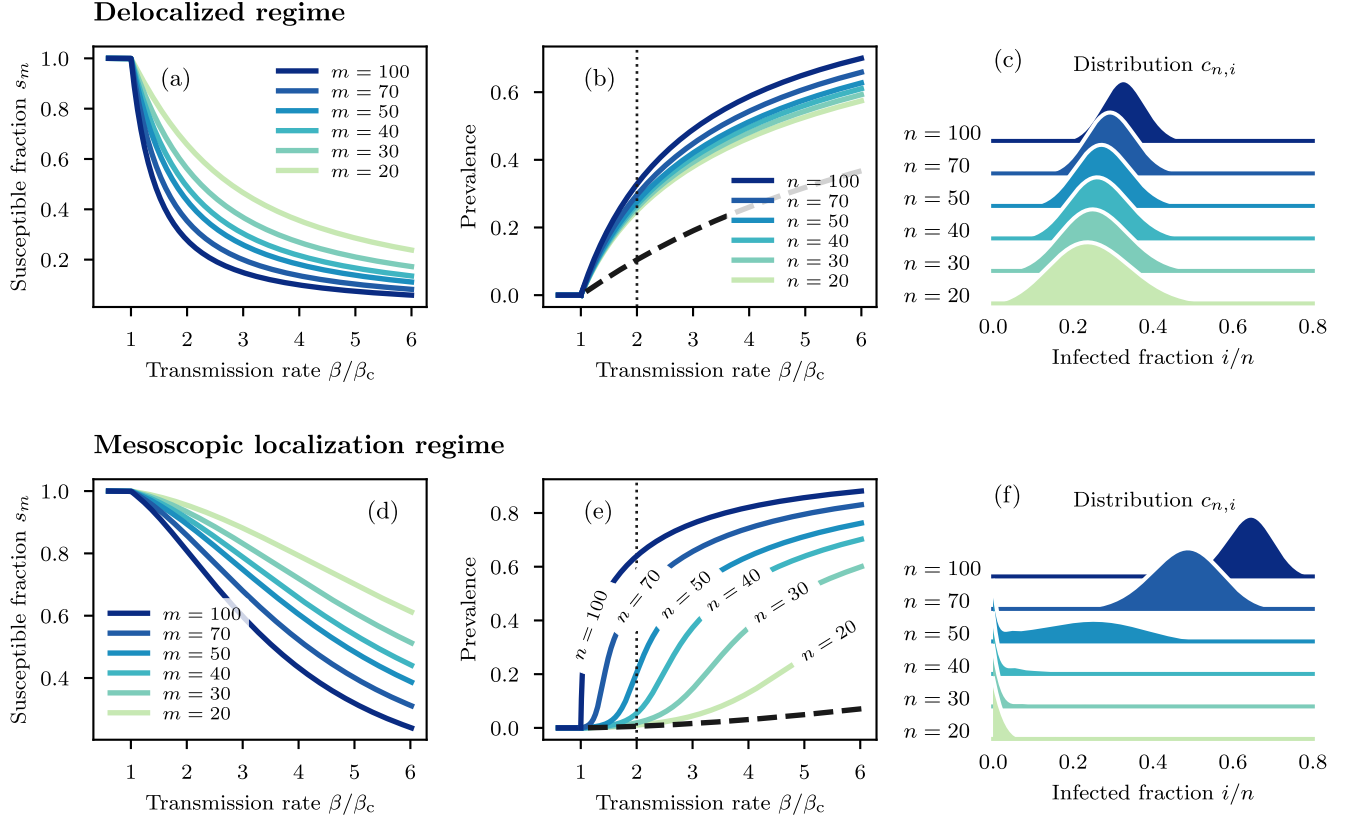 Delocalized regime
Susceptible fraction s_m
1.0
0.8
0.6
0.4
0.2
(a)
m = 100
m = 70
m = 50
m = 40
m = 30
m = 20
1 2 3 4 5 6
Transmission rate β/β_c
Prevalence
0.6
0.4
0.2
0.0
(b)
n = 100
n = 70
n = 50
n = 40
n = 30
n = 20
1 2 3 4 5 6
Transmission rate β/β_c
(c)
Distribution c_{n,i}
n = 100
n = 70
n = 50
n = 40
n = 30
n = 20
0.0 0.2 0.4 0.6 0.8
Infected fraction i/n
Mesoscopic localization regime
Susceptible fraction s_m
1.0
0.8
0.6
0.4
(d)
m = 100
m = 70
m = 50
m = 40
m = 30
m = 20
1 2 3 4 5 6
Transmission rate β/β_c
Prevalence
0.8
0.6
0.4
0.2
0.0
(e)
n = 100
n = 70
n = 50
n = 40
n = 30
n = 20
1 2 3 4 5 6
Transmission rate β/β_c
(f)
Distribution c_{n,i}
n = 100
n = 70
n = 50
n = 40
n = 30
n = 20
0.0 0.2 0.4 0.6 0.8
Infected fraction i/n